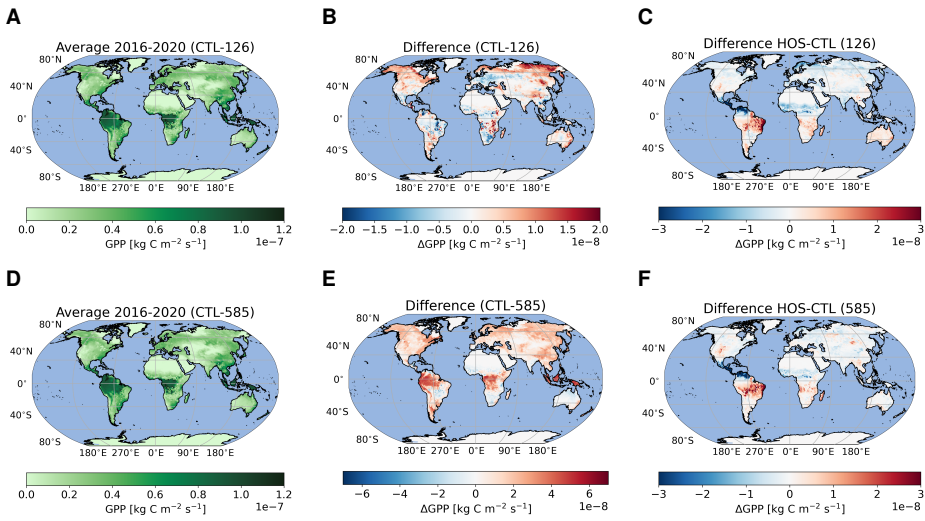 A
B
C
Average 2016-2020 (CTL-126)
Difference (CTL-126)
Difference HOS-CTL (126)
80°N
40°N
0°
40°S
80°S
180°E 270°E 0°E 90°E 180°E
80°N
40°N
0°
40°S
80°S
180°E 270°E 0°E 90°E 180°E
80°N
40°N
0°
40°S
80°S
180°E 270°E 0°E 90°E 180°E
0.0 0.2 0.4 0.6 0.8 1.0 1.2
GPP [kg C m⁻² s⁻¹]
1e−7
−2.0 −1.5 −1.0 −0.5 0.0 0.5 1.0 1.5 2.0
ΔGPP [kg C m⁻² s⁻¹]
1e−8
−3 −2 −1 0 1 2 3
ΔGPP [kg C m⁻² s⁻¹]
1e−8
D
E
F
Average 2016-2020 (CTL-585)
Difference (CTL-585)
Difference HOS-CTL (585)
80°N
40°N
0°
40°S
80°S
180°E 270°E 0°E 90°E 180°E
80°N
40°N
0°
40°S
80°S
180°E 270°E 0°E 90°E 180°E
80°N
40°N
0°
40°S
80°S
180°E 270°E 0°E 90°E 180°E
0.0 0.2 0.4 0.6 0.8 1.0 1.2
GPP [kg C m⁻² s⁻¹]
1e−7
−6 −4 −2 0 2 4 6
ΔGPP [kg C m⁻² s⁻¹]
1e−8
−3 −2 −1 0 1 2 3
ΔGPP [kg C m⁻² s⁻¹]
1e−8